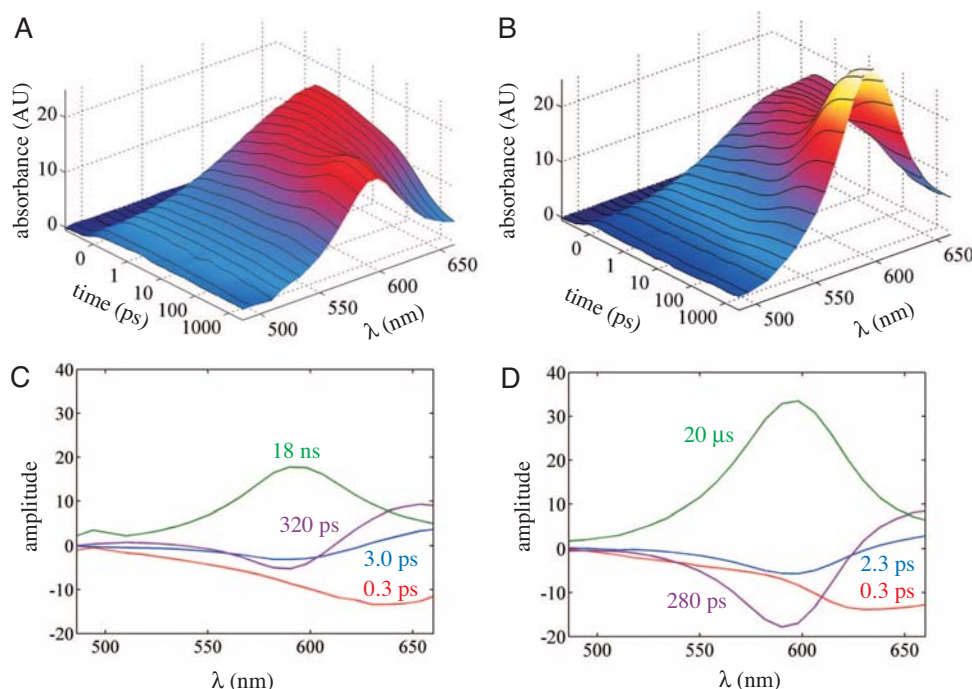 A
absorbance (AU)
20
10
0
0
1
10
100
1000
time (ps)
500
550
600
650
λ (nm)
B
absorbance (AU)
20
10
0
0
1
10
100
1000
time (ps)
500
550
600
650
λ (nm)
C
amplitude
40
30
20
10
0
-10
-20
18 ns
320 ps
3.0 ps
0.3 ps
500
550
600
650
λ (nm)
D
amplitude
40
30
20
10
0
-10
-20
20 μs
2.3 ps
0.3 ps
280 ps
500
550
600
650
λ (nm)